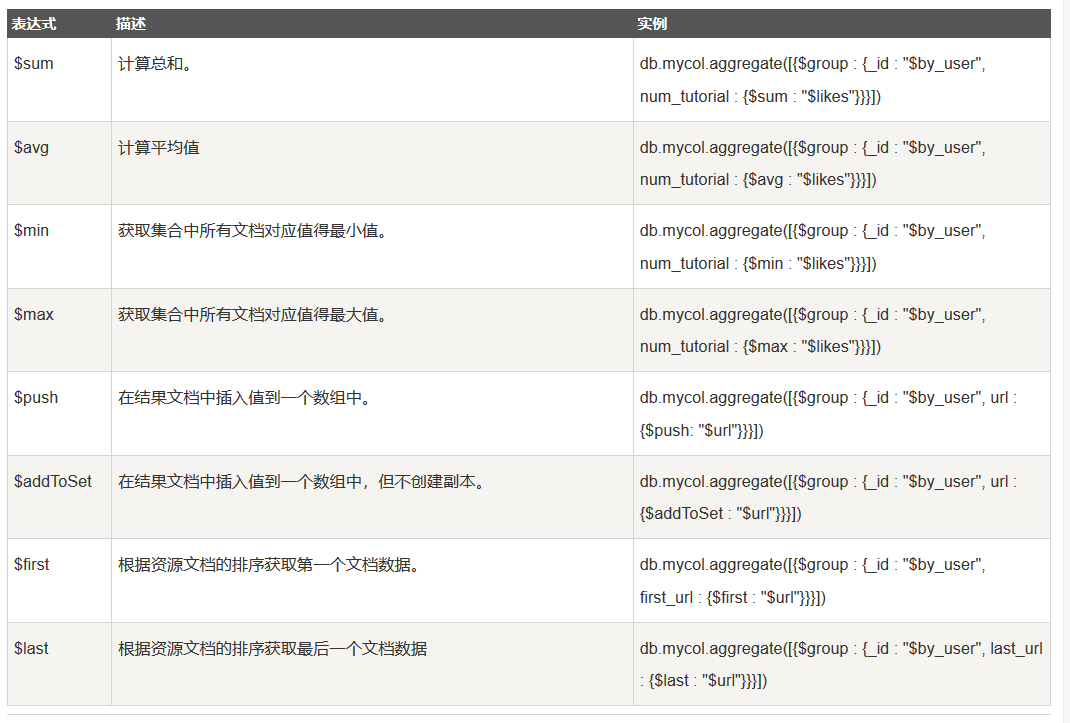 表达式 描述 实例
$sum 计算总和。 db.mycol.aggregate([{$group : {_id : "$by_user",
num_tutorial : {$sum : "$likes"}}}])
$avg 计算平均值 db.mycol.aggregate([{$group : {_id : "$by_user",
num_tutorial : {$avg : "$likes"}}}])
$min 获取集合中所有文档对应值得最小值。 db.mycol.aggregate([{$group : {_id : "$by_user",
num_tutorial : {$min : "$likes"}}}])
$max 获取集合中所有文档对应值得最大值。 db.mycol.aggregate([{$group : {_id : "$by_user",
num_tutorial : {$max : "$likes"}}}])
$push 在结果文档中插入值到一个数组中。 db.mycol.aggregate([{$group : {_id : "$by_user", url :
{$push: "$url"}}}])
$addToSet 在结果文档中插入值到一个数组中，但不创建副本。 db.mycol.aggregate([{$group : {_id : "$by_user", url :
{$addToSet : "$url"}}}])
$first 根据资源文档的排序获取第一个文档数据。 db.mycol.aggregate([{$group : {_id : "$by_user",
first_url : {$first : "$url"}}}])
$last 根据资源文档的排序获取最后一个文档数据 db.mycol.aggregate([{$group : {_id : "$by_user", last_url
: {$last : "$url"}}}])